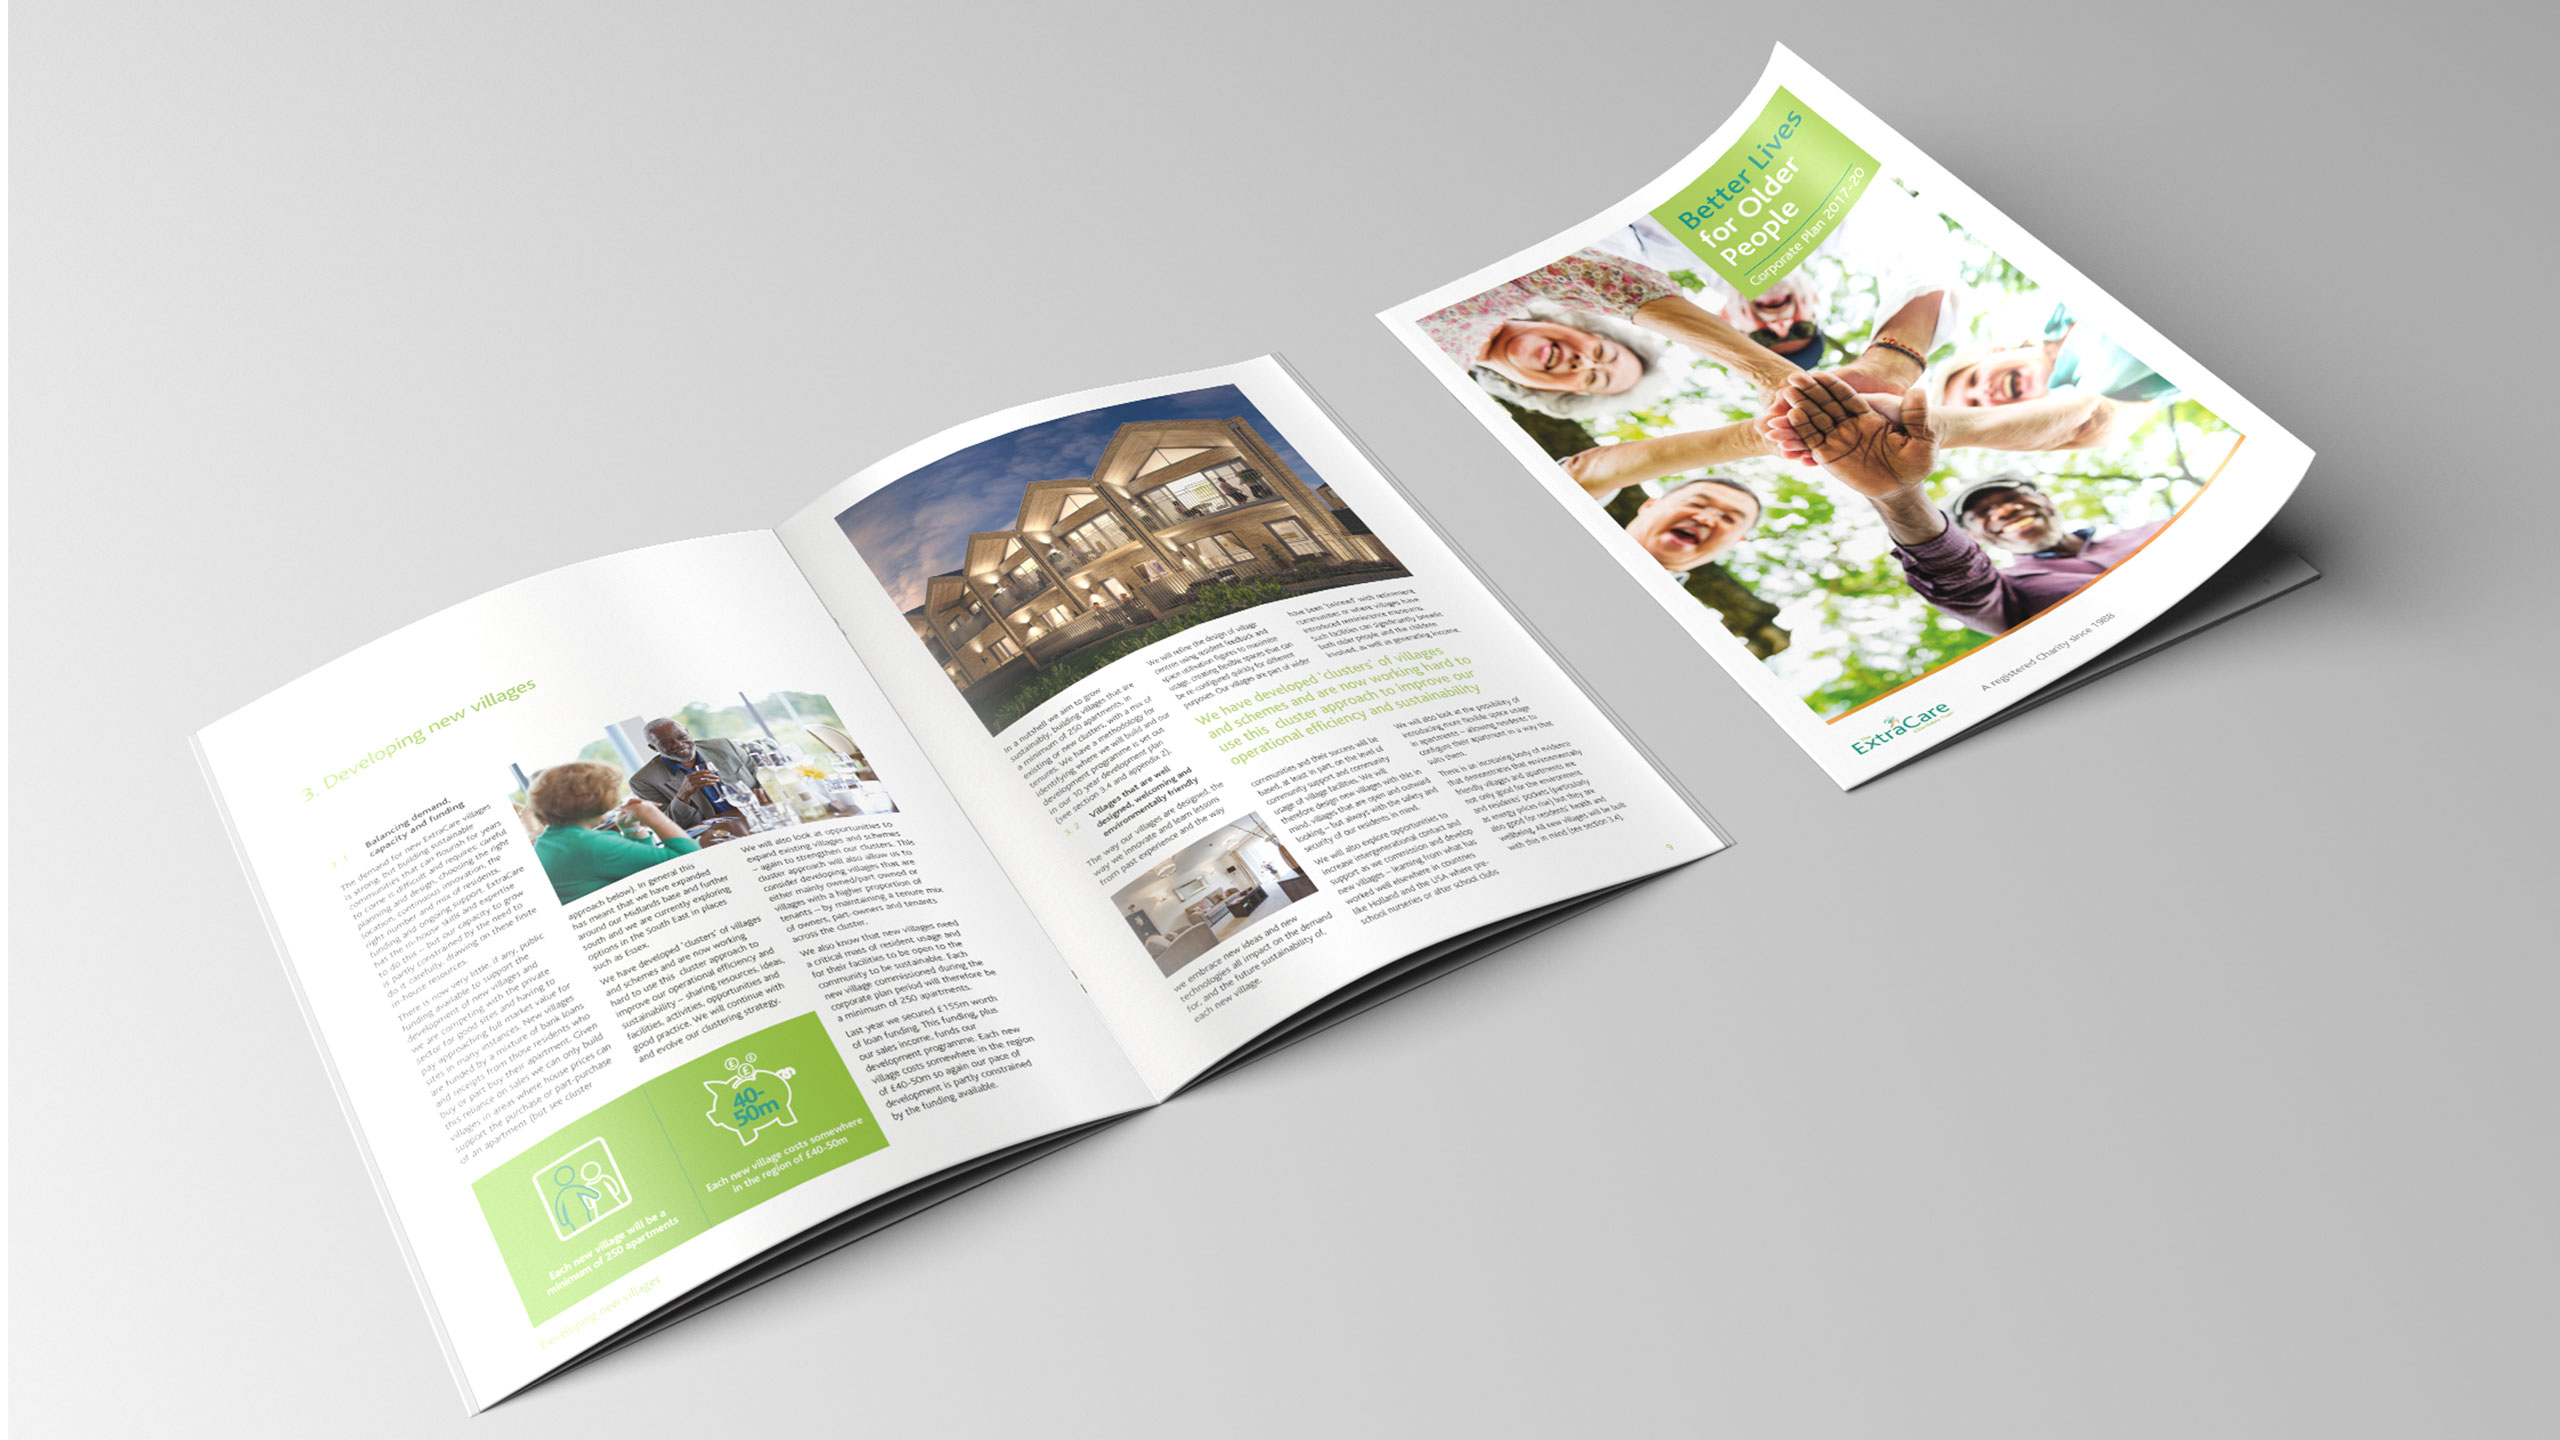 Better Lives
for Older
People
Corporate Plan 2017-20
The
ExtraCare
Charitable Trust
A registered Charity since 1988
3. Developing new villages
3. 1 Balancing demand,
capacity and funding
The demand for new ExtraCare villages
is strong, but building sustainable
communities that can flourish for years
to come is difficult and requires: careful
planning and design, choosing the right
location, continuous innovation, the
right number and mix of residents,
funding and ongoing support. ExtraCare
has the in-house skills and expertise
to do this – but our capacity to grow
is partly constrained by the need to
do it carefully, drawing on these finite
in-house resources.
There is now very little, if any, public
funding available to support the
development of new villages and
we are competing with the private
sector for good sites and having to
pay approaching full market value for
sites in many instances. New villages
are funded by a mixture of bank loans
and receipts from those residents who
buy or part buy their apartment. Given
this reliance on sales we can only build
villages in areas where house prices can
support the purchase or part-purchase
of an apartment (but see cluster
approach below). In general this
has meant that we have expanded
around our Midlands base and further
south and we are currently exploring
options in the South East in places
such as Essex.
We have developed 'clusters' of villages
and schemes and are now working
hard to use this cluster approach to
improve our operational efficiency and
sustainability – sharing resources, ideas,
facilities, activities, opportunities and
good practice. We will continue with
and evolve our clustering strategy.
We will also look at opportunities to
expand existing villages and schemes
– again to strengthen our clusters. This
cluster approach will also allow us to
consider developing villages that are
either mainly owned/part owned or
villages with a higher proportion of
tenants – by maintaining a tenure mix
of owners, part-owners and tenants
across the cluster.
We also know that new villages need
a critical mass of resident usage and
for their facilities to be open to the
community to be sustainable. Each
new village commissioned during the
corporate plan period will therefore be
a minimum of 250 apartments.
Last year we secured £155m worth
of loan funding. This funding, plus
our sales income, funds our
development programme. Each new
village costs somewhere in the region
of £40-50m so again our pace of
development is partly constrained
by the funding available.
£ £ £
40-
50m
Each new village costs somewhere
in the region of £40-50m
Each new village will be a
minimum of 250 apartments
Developing new villages
In a nutshell we aim to grow
sustainably, building villages that are
a minimum of 250 apartments, in
existing or new clusters, with a mix of
tenures. We have a methodology for
identifying where we will build and our
development programme is set out
in our 10 year development plan
(see section 3.4 and appendix 2).
3. 2 Villages that are well
designed, welcoming and
environmentally friendly
The way our villages are designed, the
way we innovate and learn lessons
from past experience and the way
we embrace new ideas and new
technologies all impact on the demand
for, and the future sustainability of,
each new village.
We will refine the design of village
centres using resident feedback and
space utilisation figures to maximise
usage, creating flexible spaces that can
be re-configured quickly for different
purposes. Our villages are part of wider
We have developed 'clusters' of villages
and schemes and are now working hard to
use this cluster approach to improve our
operational efficiency and sustainability
communities and their success will be
based, at least in part, on the level of
community support and community
usage of village facilities. We will
therefore design new villages with this in
mind, villages that are open and outward
looking – but always with the safety and
security of our residents in mind.
We will also explore opportunities to
increase intergenerational contact and
support as we commission and develop
new villages – learning from what has
worked well elsewhere in countries
like Holland and the USA where pre-
school nurseries or after school clubs
have been 'twinned' with retirement
communities or where villages have
introduced reminiscence museums.
Such facilities can significantly benefit
both older people and the children
involved, as well as generating income.
We will also look at the possibility of
introducing more flexible space usage
in apartments – allowing residents to
configure their apartment in a way that
suits them.
There is an increasing body of evidence
that demonstrates that environmentally
friendly villages and apartments are
not only good for the environment
and residents' pockets (particularly
as energy prices rise) but they are
also good for residents' health and
wellbeing. All new villages will be built
with this in mind (see section 3.4).
9